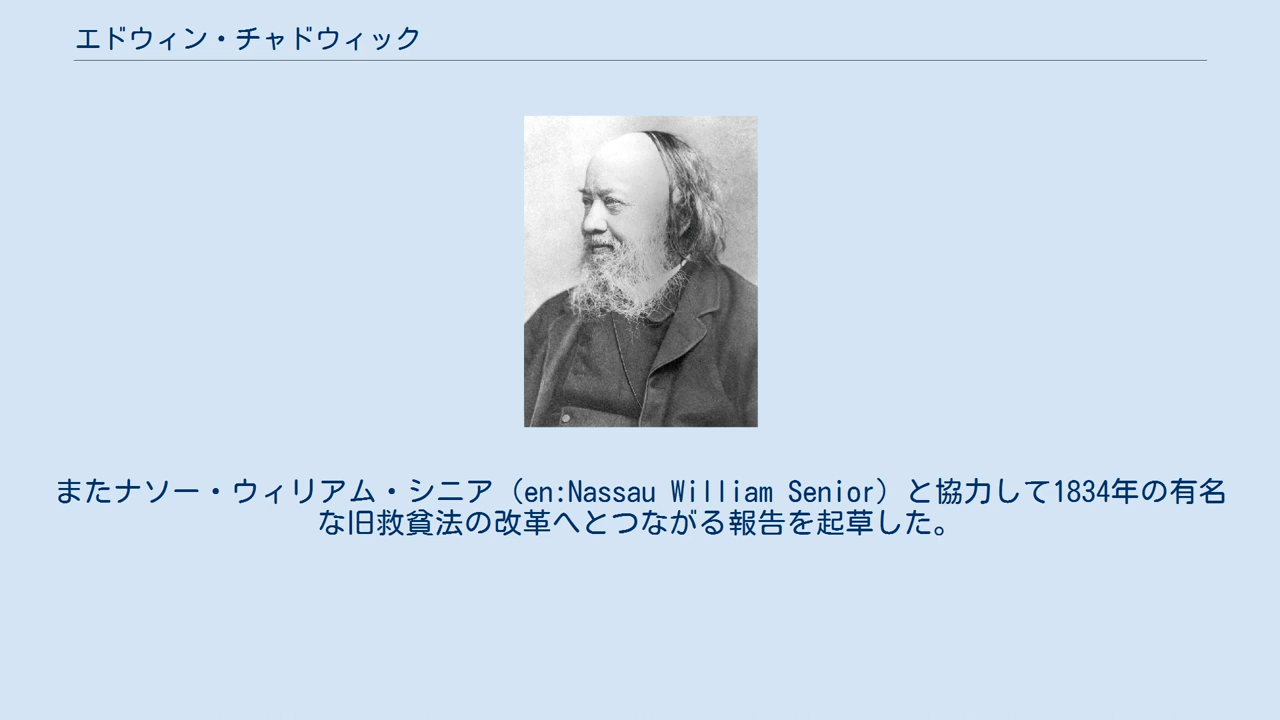 エドウィン・チャドウィック
またナソー・ウィリアム・シニア（en:Nassau William Senior）と協力して1834年の有名
な旧救貧法の改革へとつながる報告を起草した。